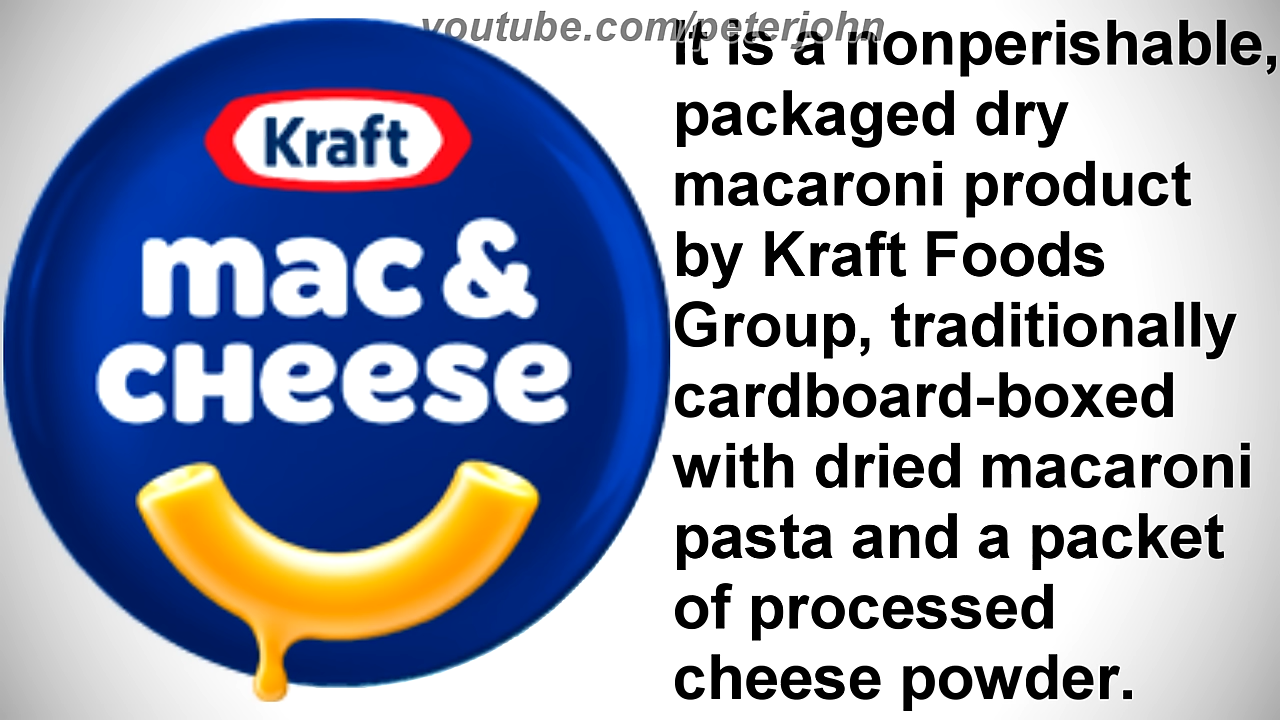 youtube.com/peterjohn
Kraft
mac &
cHeese
It is a nonperishable,
packaged dry
macaroni product
by Kraft Foods
Group, traditionally
cardboard-boxed
with dried macaroni
pasta and a packet
of processed
cheese powder.